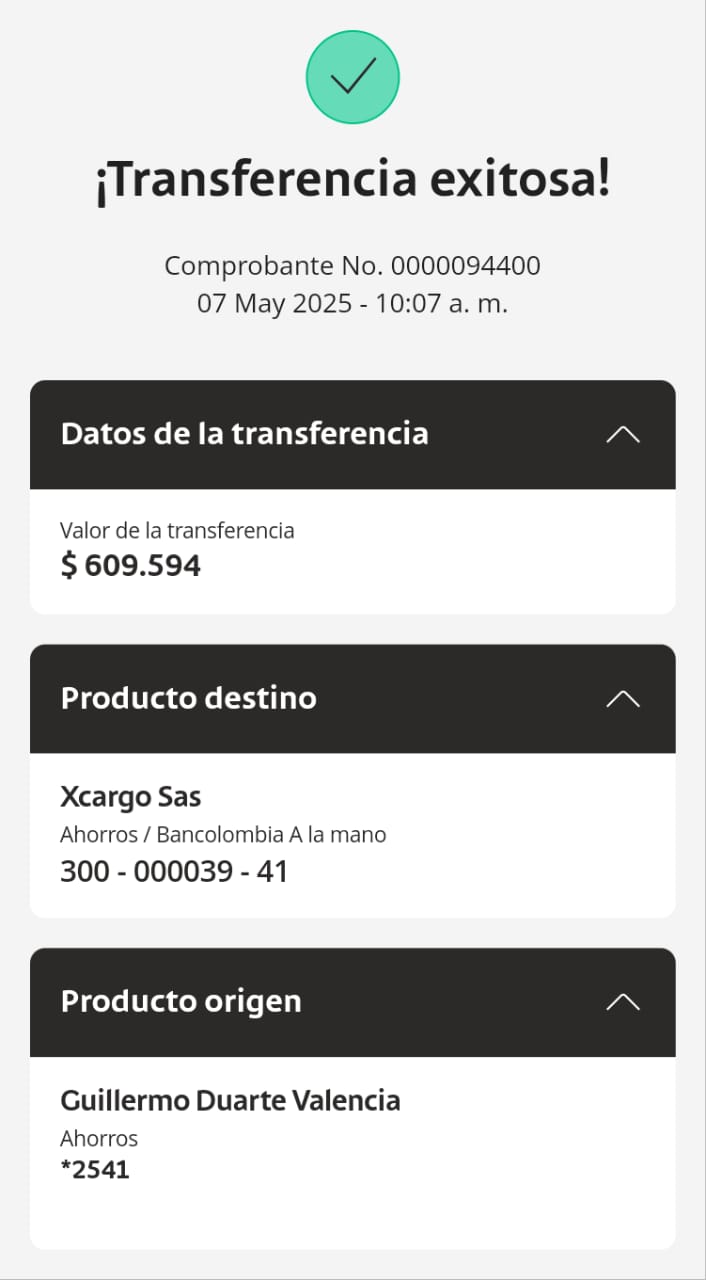 ¡Transferencia exitosa!
Comprobante No. 0000094400
07 May 2025 - 10:07 a. m.
Datos de la transferencia
Valor de la transferencia
$ 609.594
Producto destino
Xcargo Sas
Ahorros / Bancolombia A la mano
300 - 000039 - 41
Producto origen
Guillermo Duarte Valencia
Ahorros
*2541